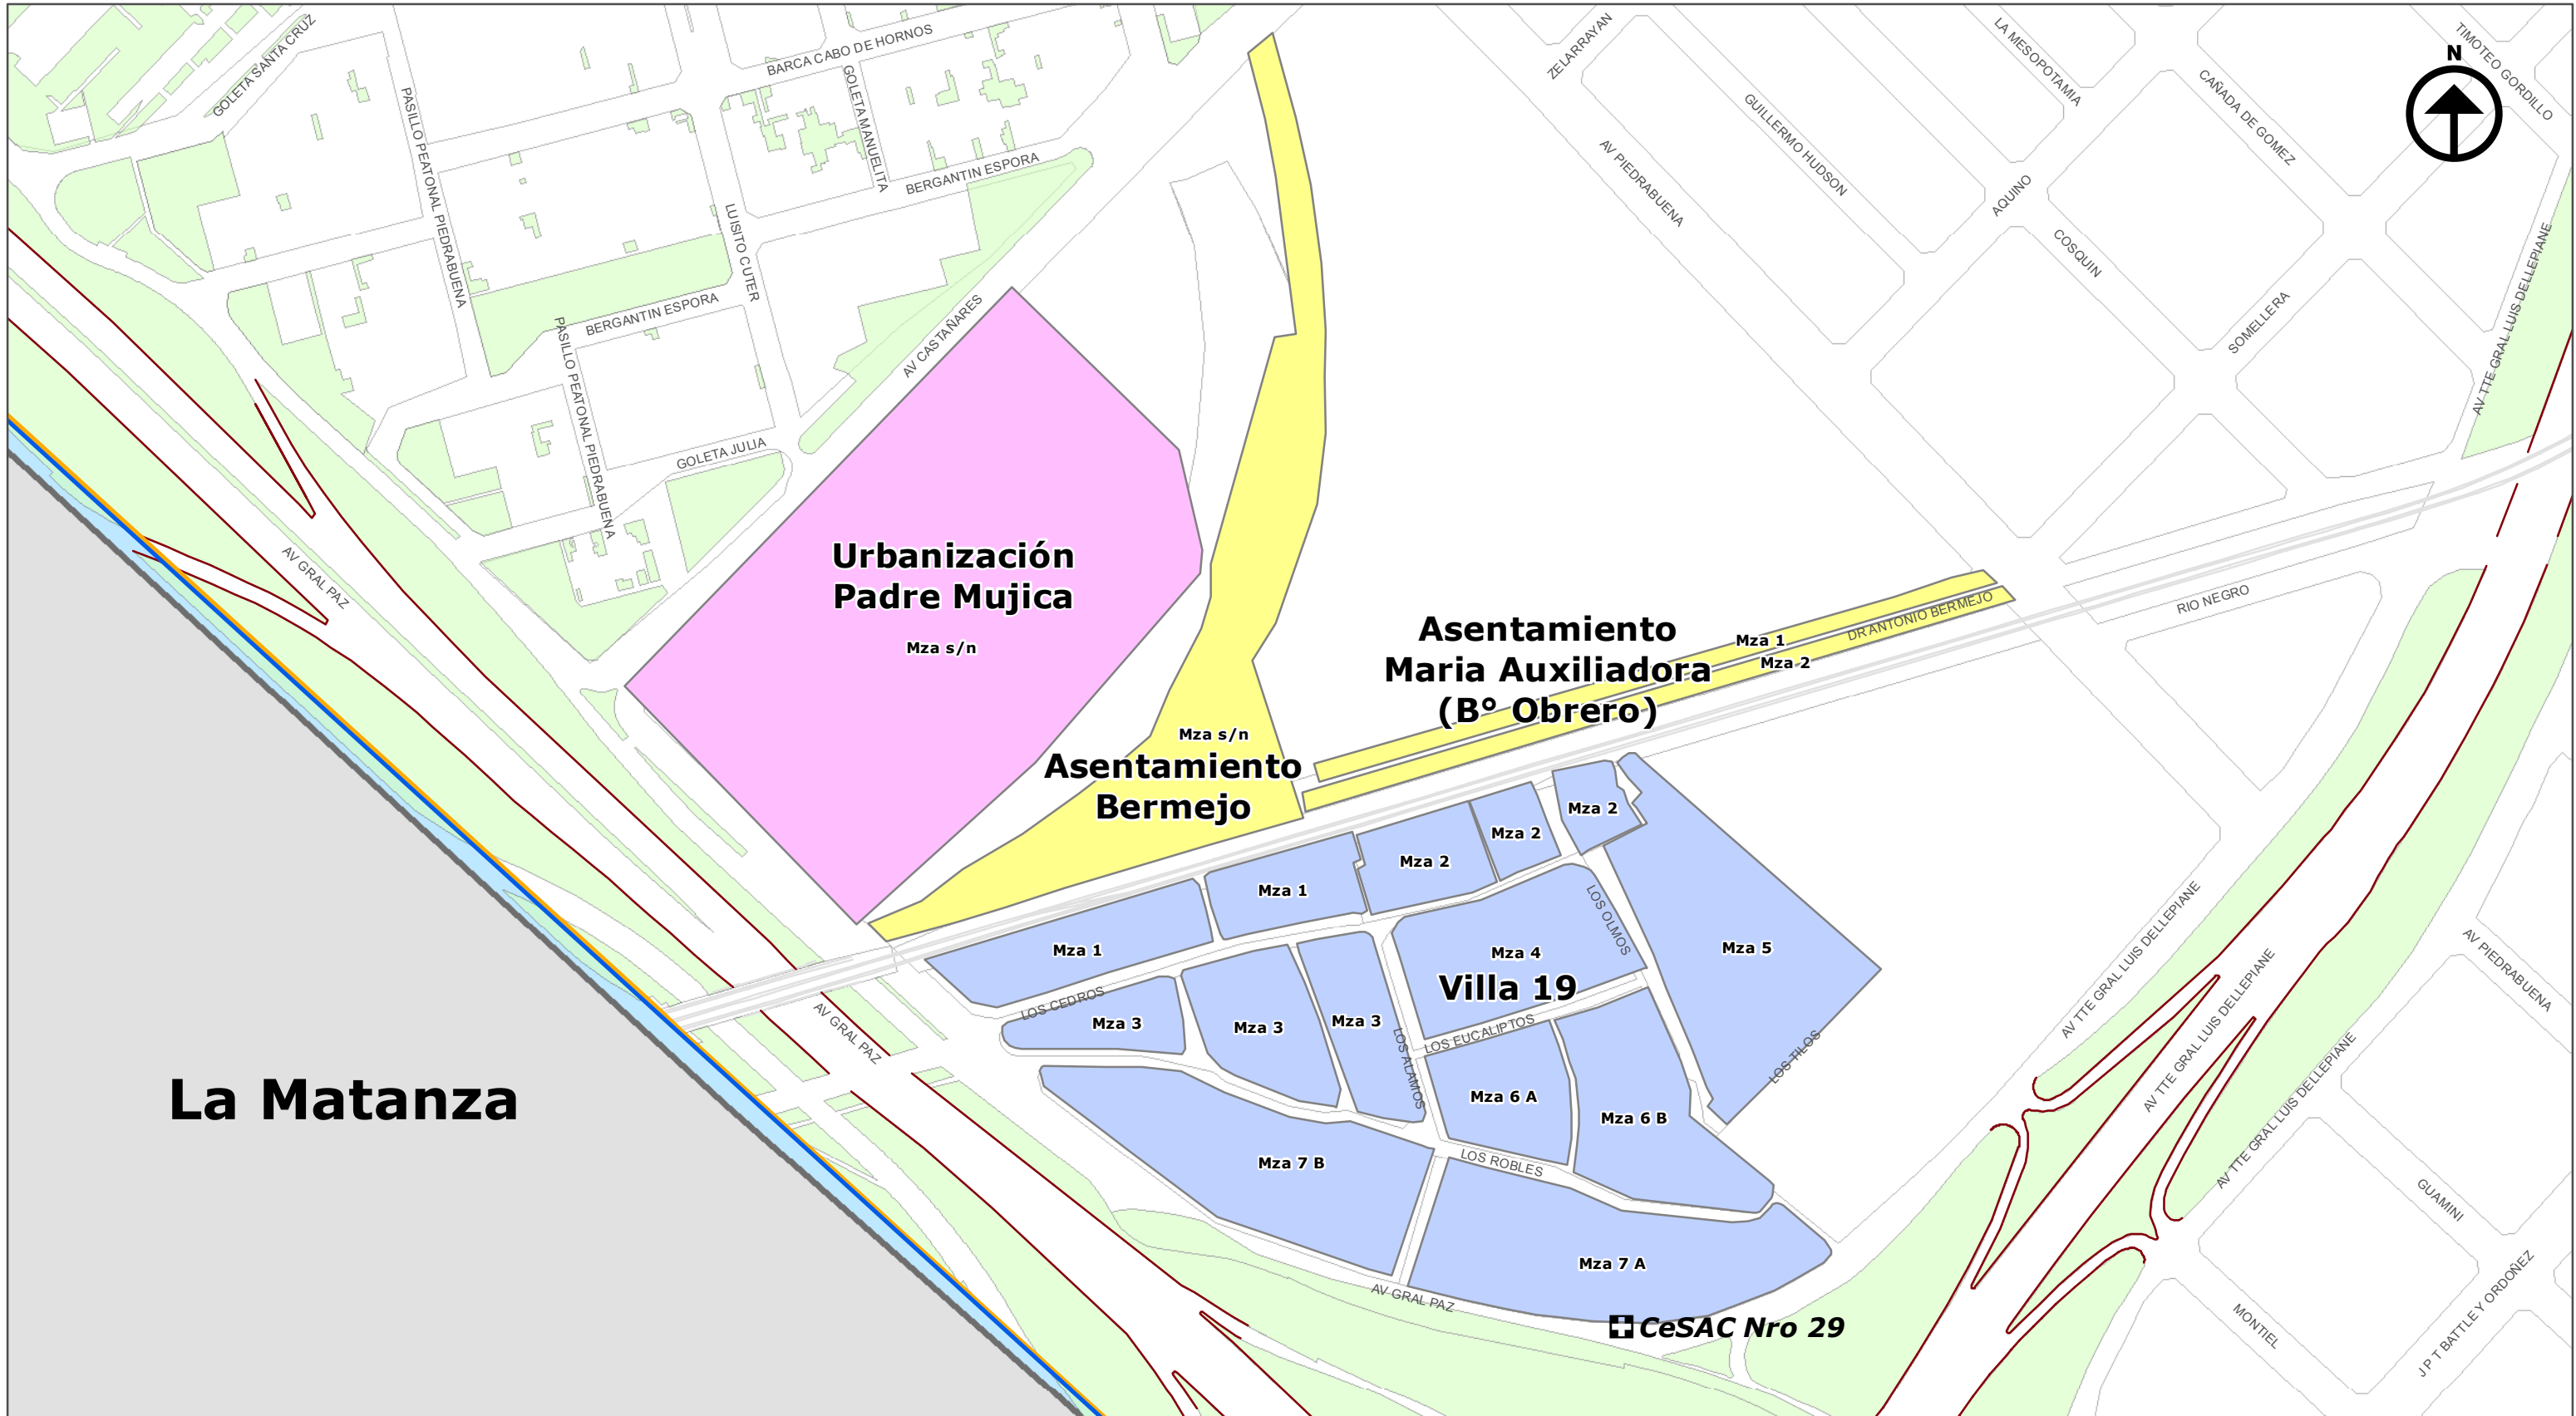 GOLETA SANTA CRUZ
BARCA CABO DE HORNOS
ZELARRAYAN
LA MESOPOTAMIA
TIMOTEO GORDILLO
N
PASILLO PEATONAL PIEDRABUENA
GOLETA MANUELITA
BERGANTIN ESPORA
AV PIEDRABUENA
GUILLERMO HUDSON
CAÑADA DE GOMEZ
AQUINO
LUISITO CUTER
COSQUIN
SOMELLERA
AV TTE GRAL LUIS DELLEPIANE
BERGANTIN ESPORA
AV CASTAÑARES
PASILLO PEATONAL PIEDRABUENA
GOLETA JULIA
AV GRAL PAZ
Urbanización
Padre Mujica
Mza s/n
Asentamiento
Maria Auxiliadora
(B° Obrero)
Mza 1
Mza 2
DR ANTONIO BERMEJO
RIO NEGRO
Mza s/n
Asentamiento
Bermejo
Mza 2
Mza 2
Mza 2
Mza 1
Mza 1
LOS OLMOS
Mza 4
Mza 5
Villa 19
LOS CEDROS
Mza 3
Mza 3
Mza 3
LOS ALAMOS
LOS EUCALIPTOS
LOS TILOS
AV GRAL PAZ
La Matanza
Mza 6 A
Mza 6 B
Mza 7 B
LOS ROBLES
Mza 7 A
AV GRAL PAZ
CeSAC Nro 29
AV TTE GRAL LUIS DELLEPIANE
AV TTE GRAL LUIS DELLEPIANE
AV TTE GRAL LUIS DELLEPIANE
AV PIEDRABUENA
GUAMINI
MONTIEL
J P T BATTLE Y ORDOÑEZ